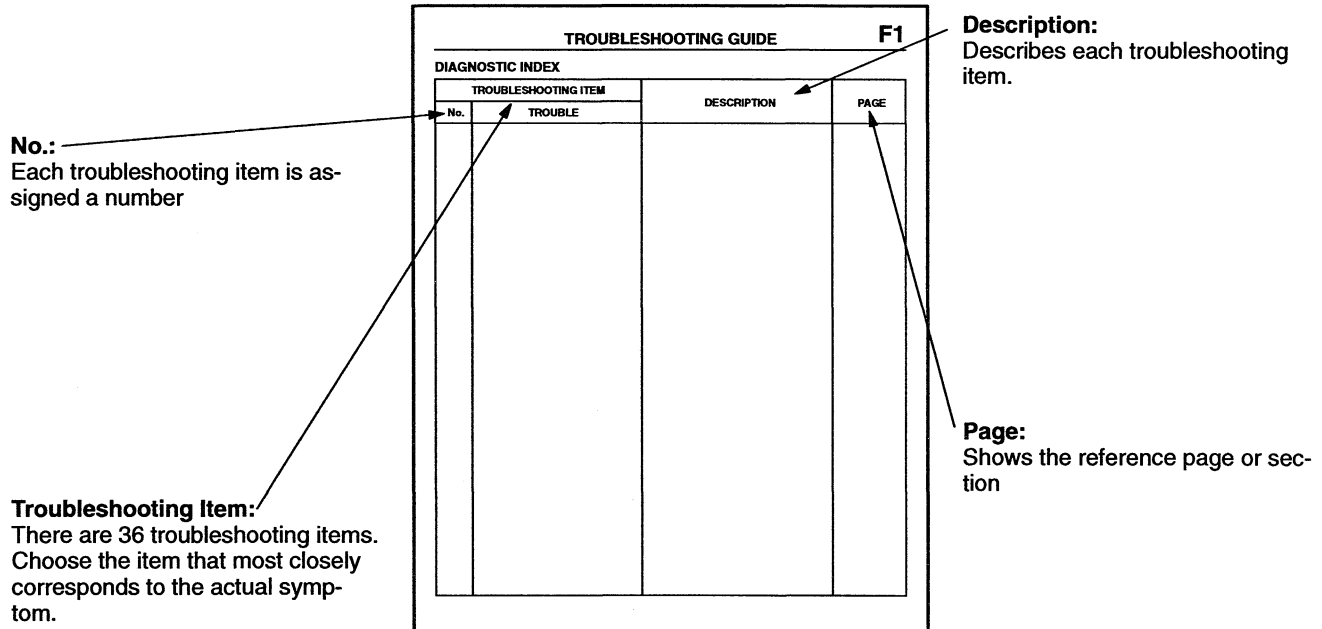 TROUBLESHOOTING GUIDE F1
DIAGNOSTIC INDEX
TROUBLESHOOTING ITEM
DESCRIPTION
PAGE
No.
TROUBLE
Description:
Describes each troubleshooting
item.
No.:
Each troubleshooting item is as-
signed a number
Page:
Shows the reference page or sec-
tion
Troubleshooting Item:
There are 36 troubleshooting items.
Choose the item that most closely
corresponds to the actual symp-
tom.